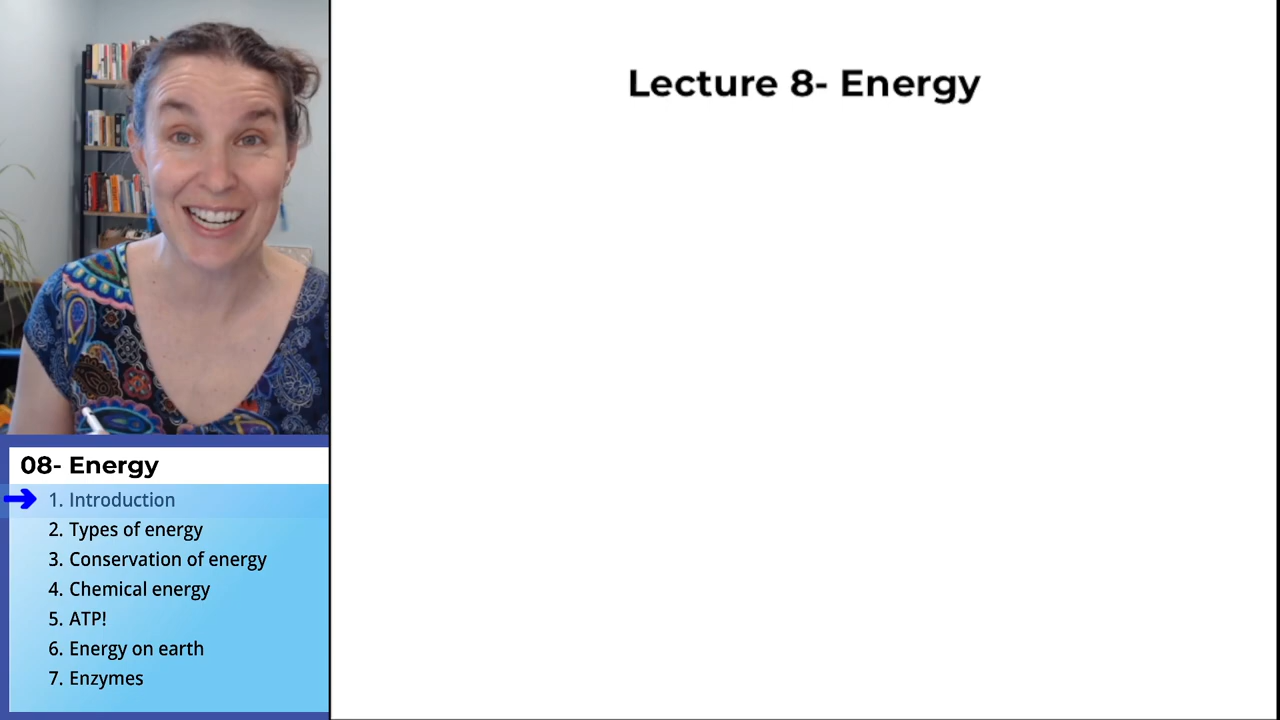 Lecture 8- Energy
08- Energy
1. Introduction
2. Types of energy
3. Conservation of energy
4. Chemical energy
5. ATP!
6. Energy on earth
7. Enzymes